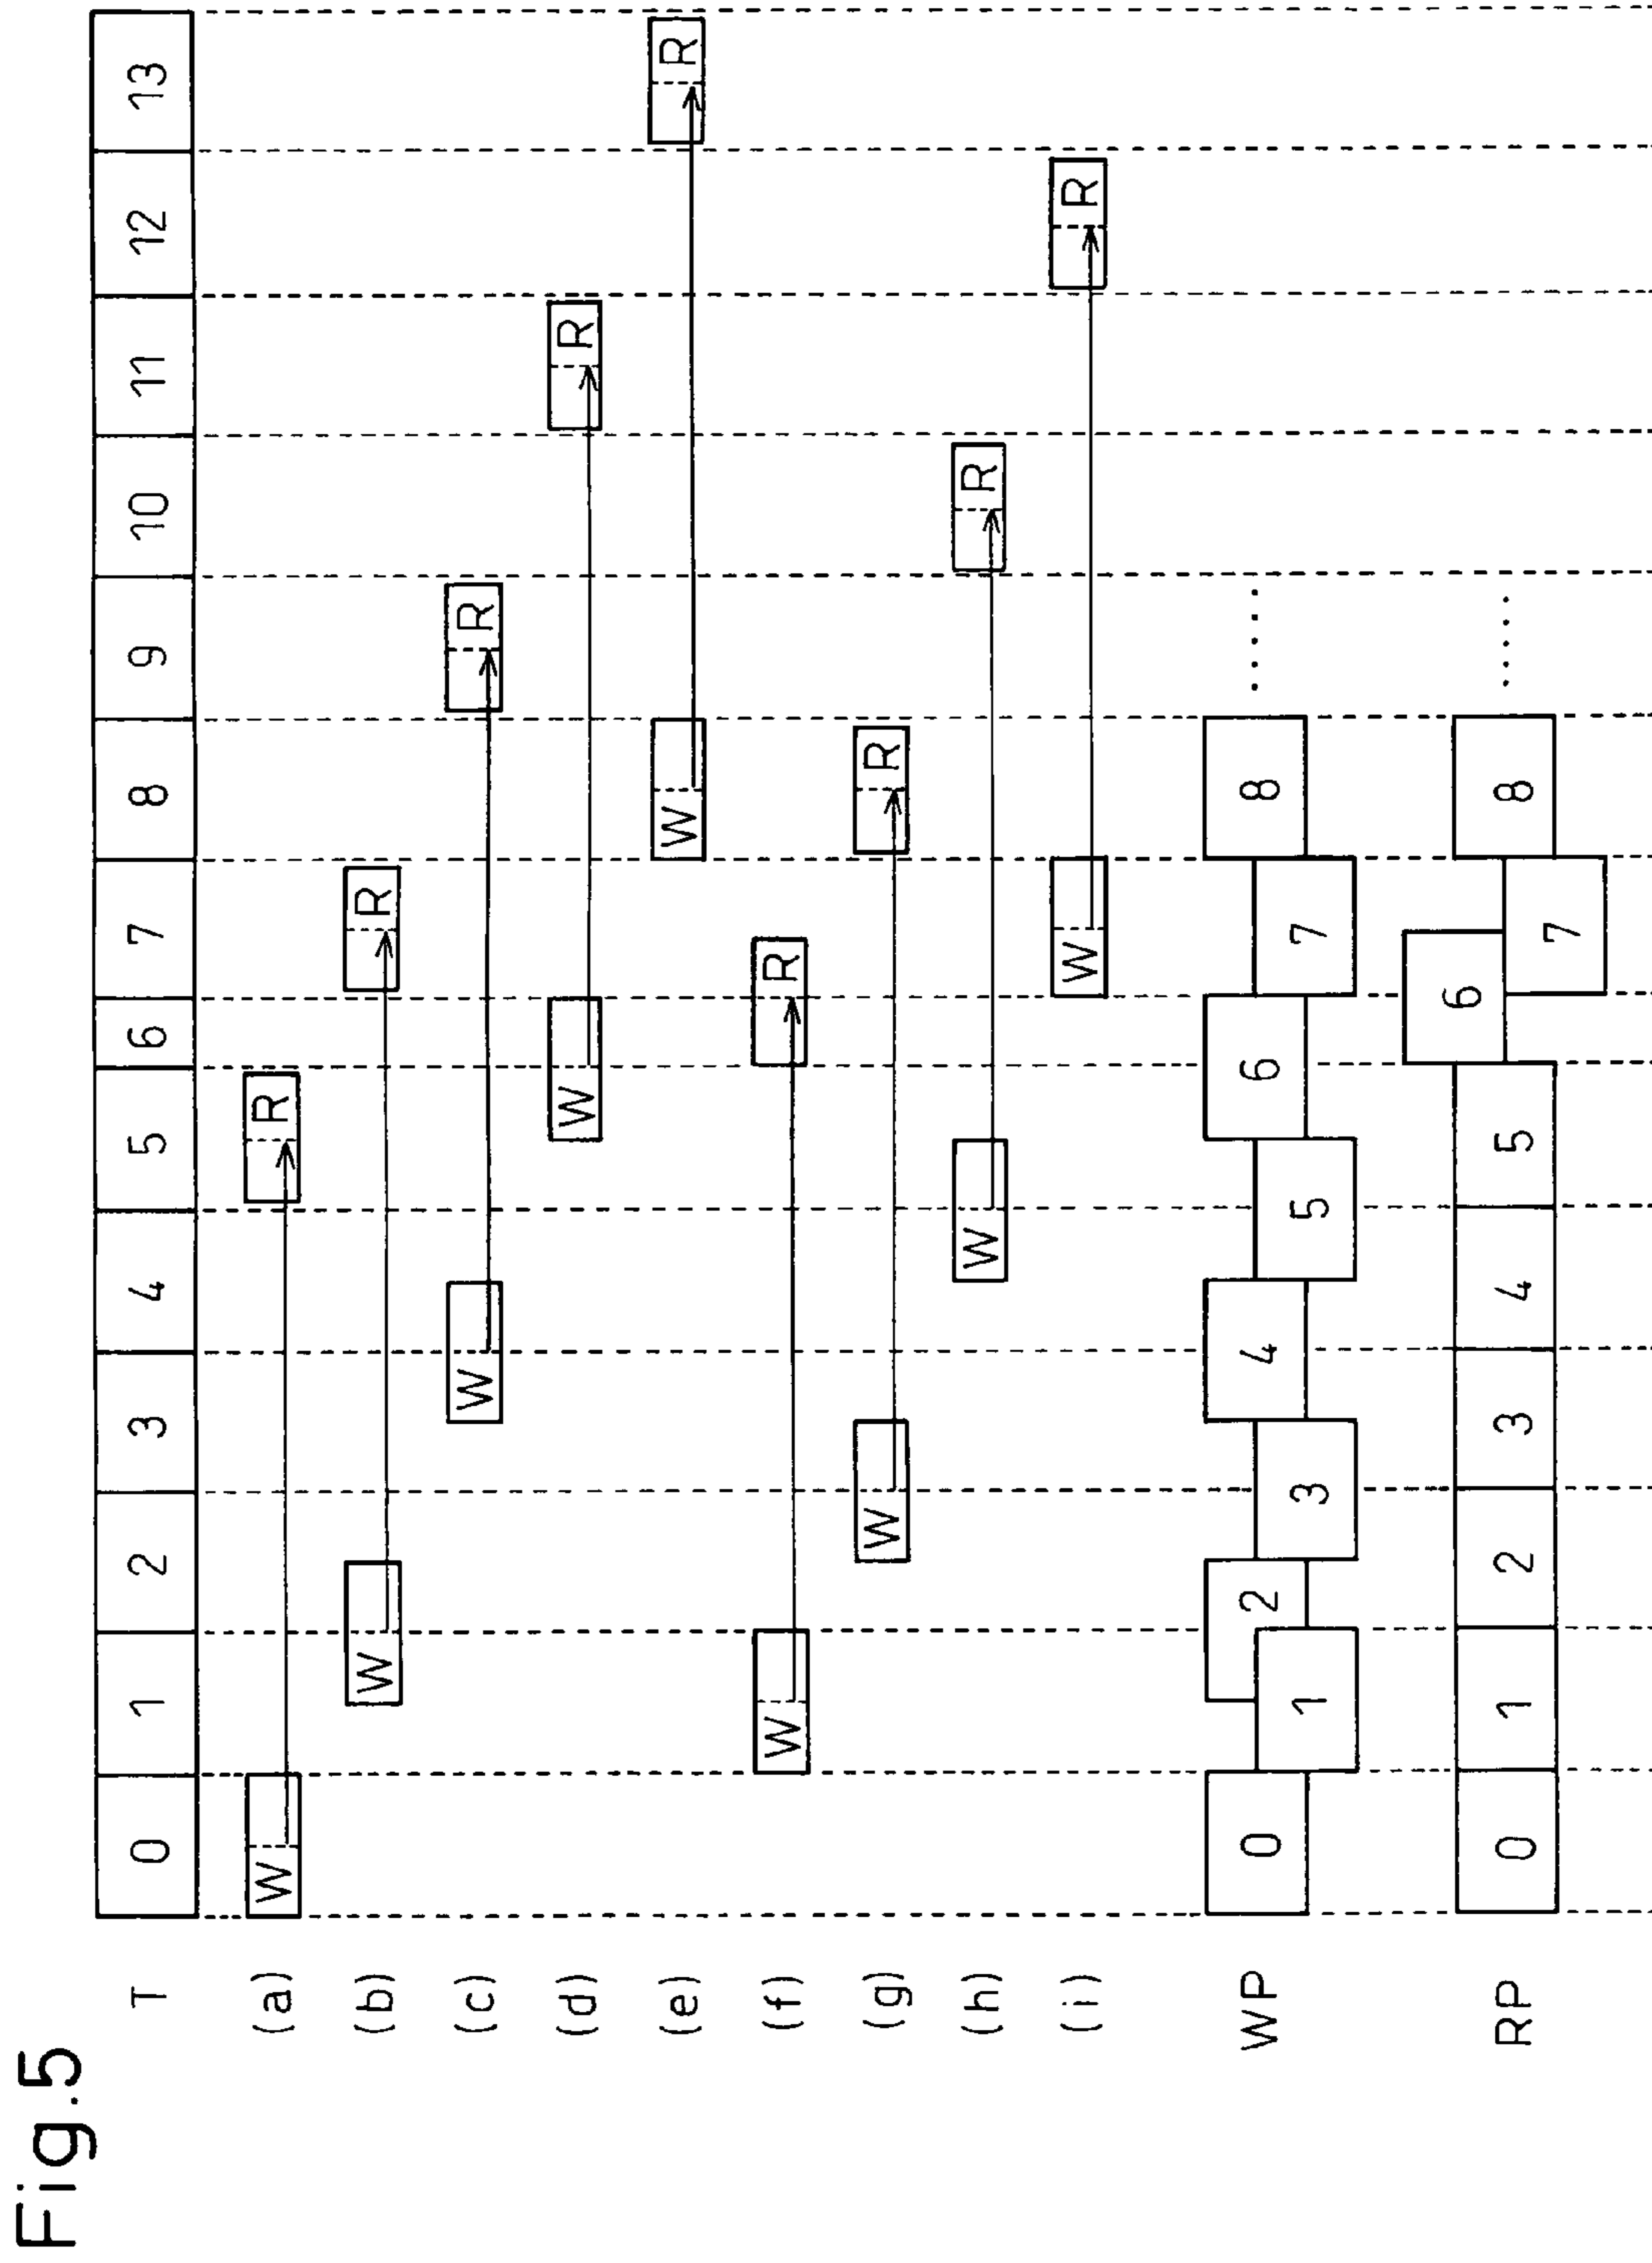 Fig.5
T 0 1 2 3 4 5 6 7 8 9 10 11 12 13
(a) W R
(b) W R
(c) W R
(d) W R
(e) W R
(f) W R
(g) W R
(h) W R
(i) W R
WP 0 1 2 3 4 5 6 7 8 .....
RP 0 1 2 3 4 5 6 7 8 .....